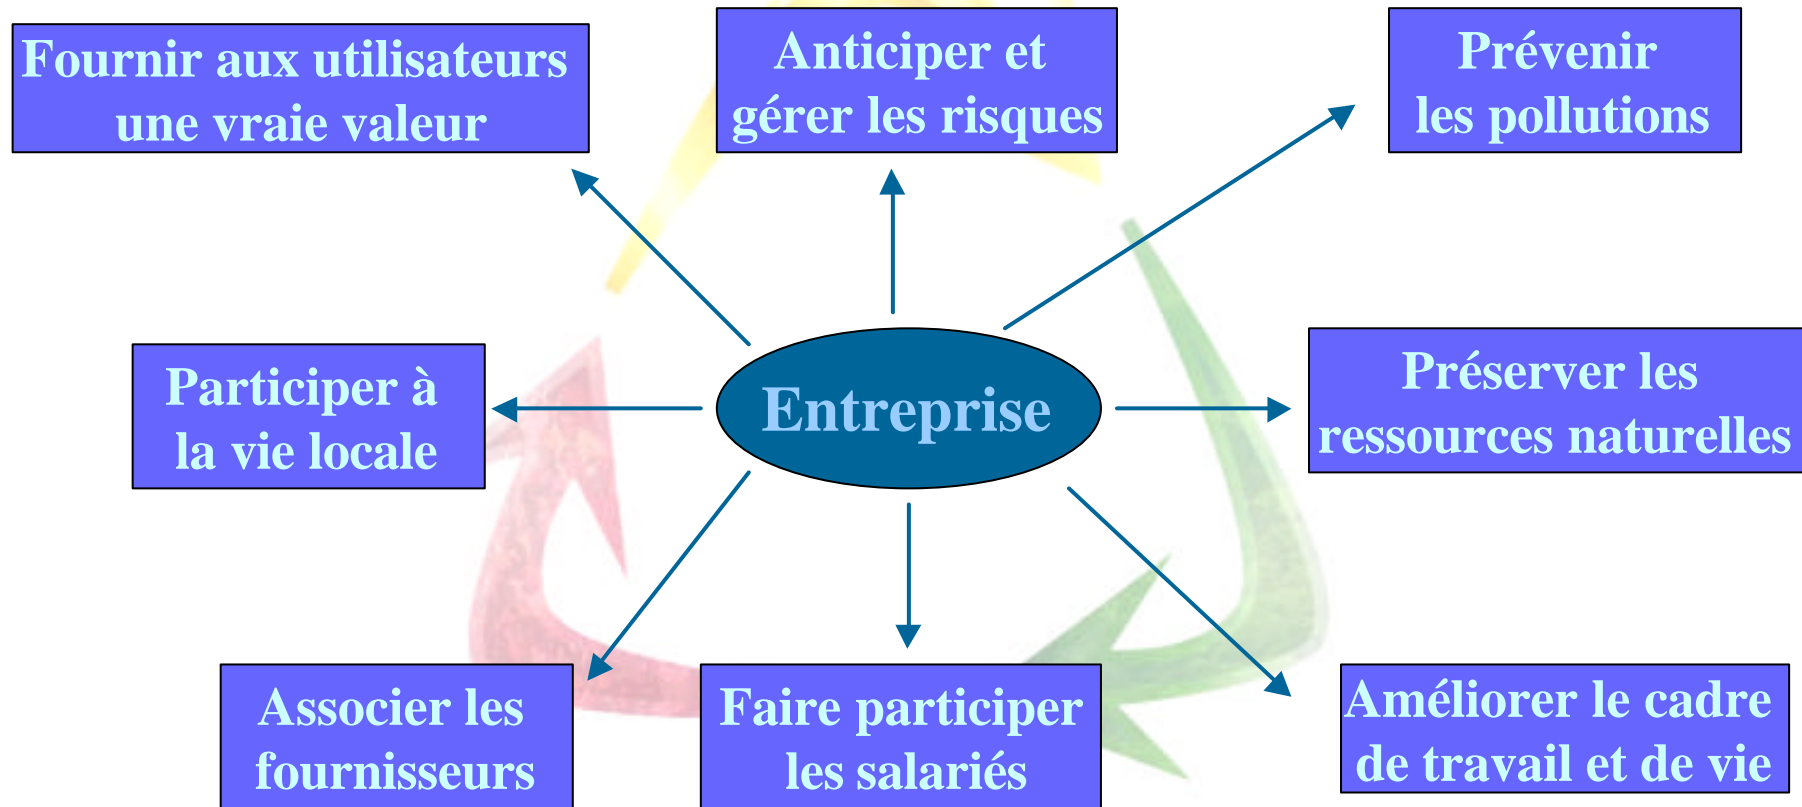 Fournir aux utilisateurs
une vraie valeur
Anticiper et
gérer les risques
Prévenir
les pollutions
Participer à
la vie locale
Entreprise
Préserver les
ressources naturelles
Associer les
fournisseurs
Faire participer
les salariés
Améliorer le cadre
de travail et de vie